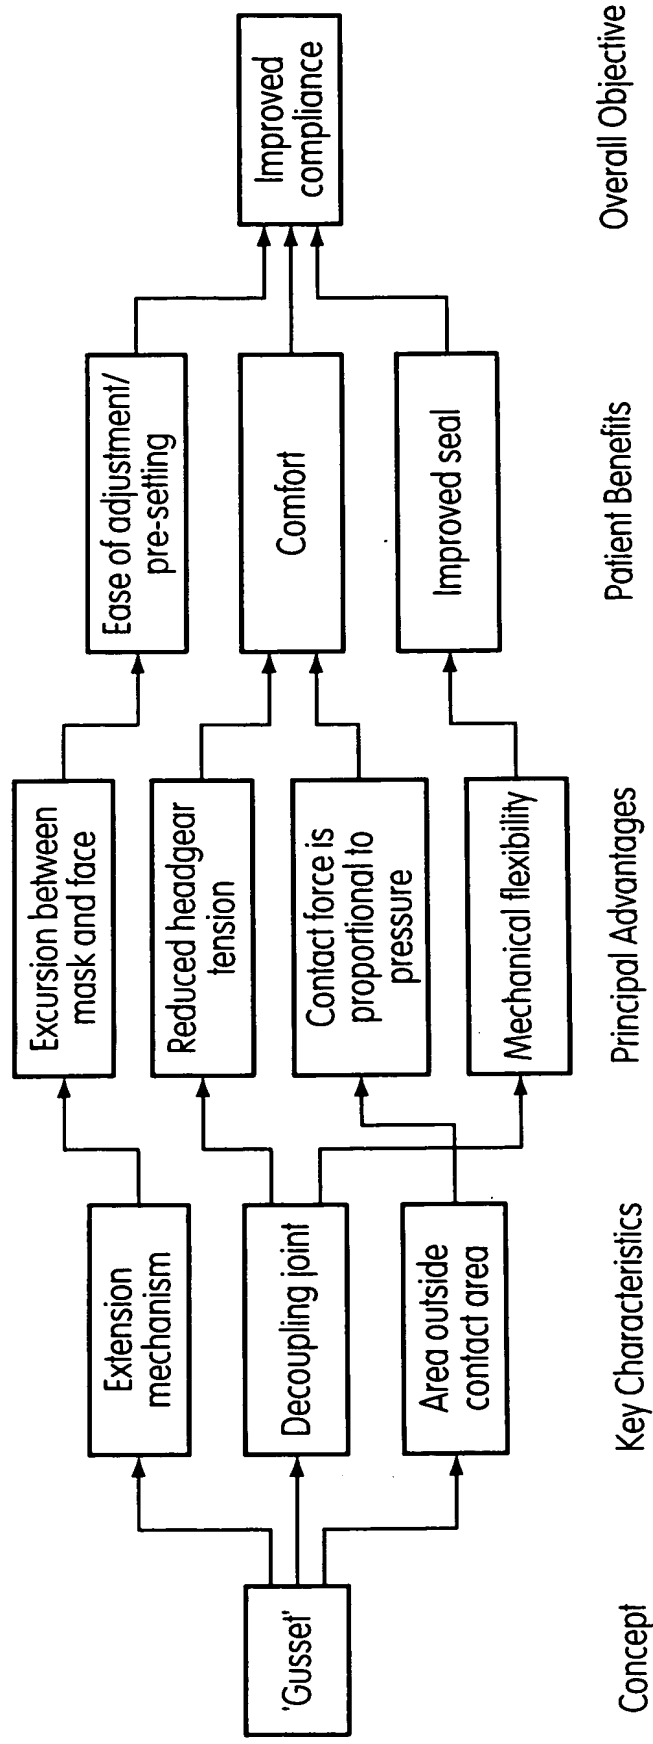 'Gusset'
Extension
mechanism
Decoupling joint
Area outside
contact area
Excursion between
mask and face
Reduced headgear
tension
Contact force is
proportional to
pressure
Mechanical flexibility
Ease of adjustment/
pre-setting
Comfort
Improved seal
Improved
compliance
Concept
Key Characteristics
Principal Advantages
Patient Benefits
Overall Objective